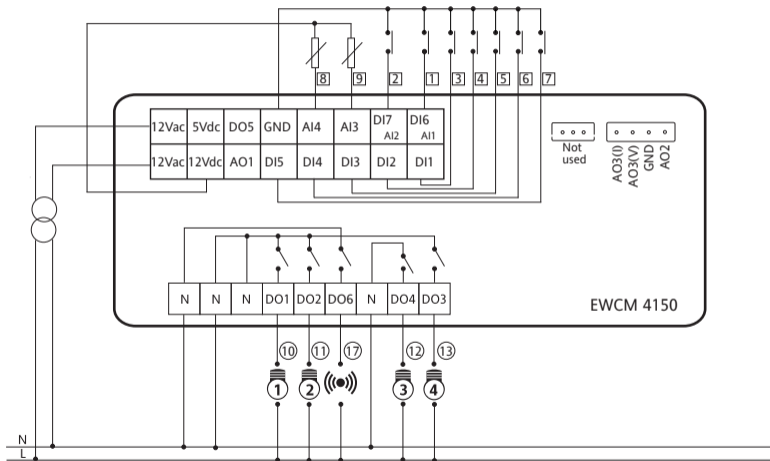 8 9 2 1 3 4 5 6 7
12Vac 5Vdc DO5 GND AI4 AI3 DI7 AI2 DI6 AI1
12Vac 12Vdc AO1 DI5 DI4 DI3 DI2 DI1
Not
used
AO3(I)
AO3(V)
GND
AO2
N N N DO1 DO2 DO6 N DO4 DO3
EWCM 4150
10 11 17 12 13
1 2 3 4
N
L